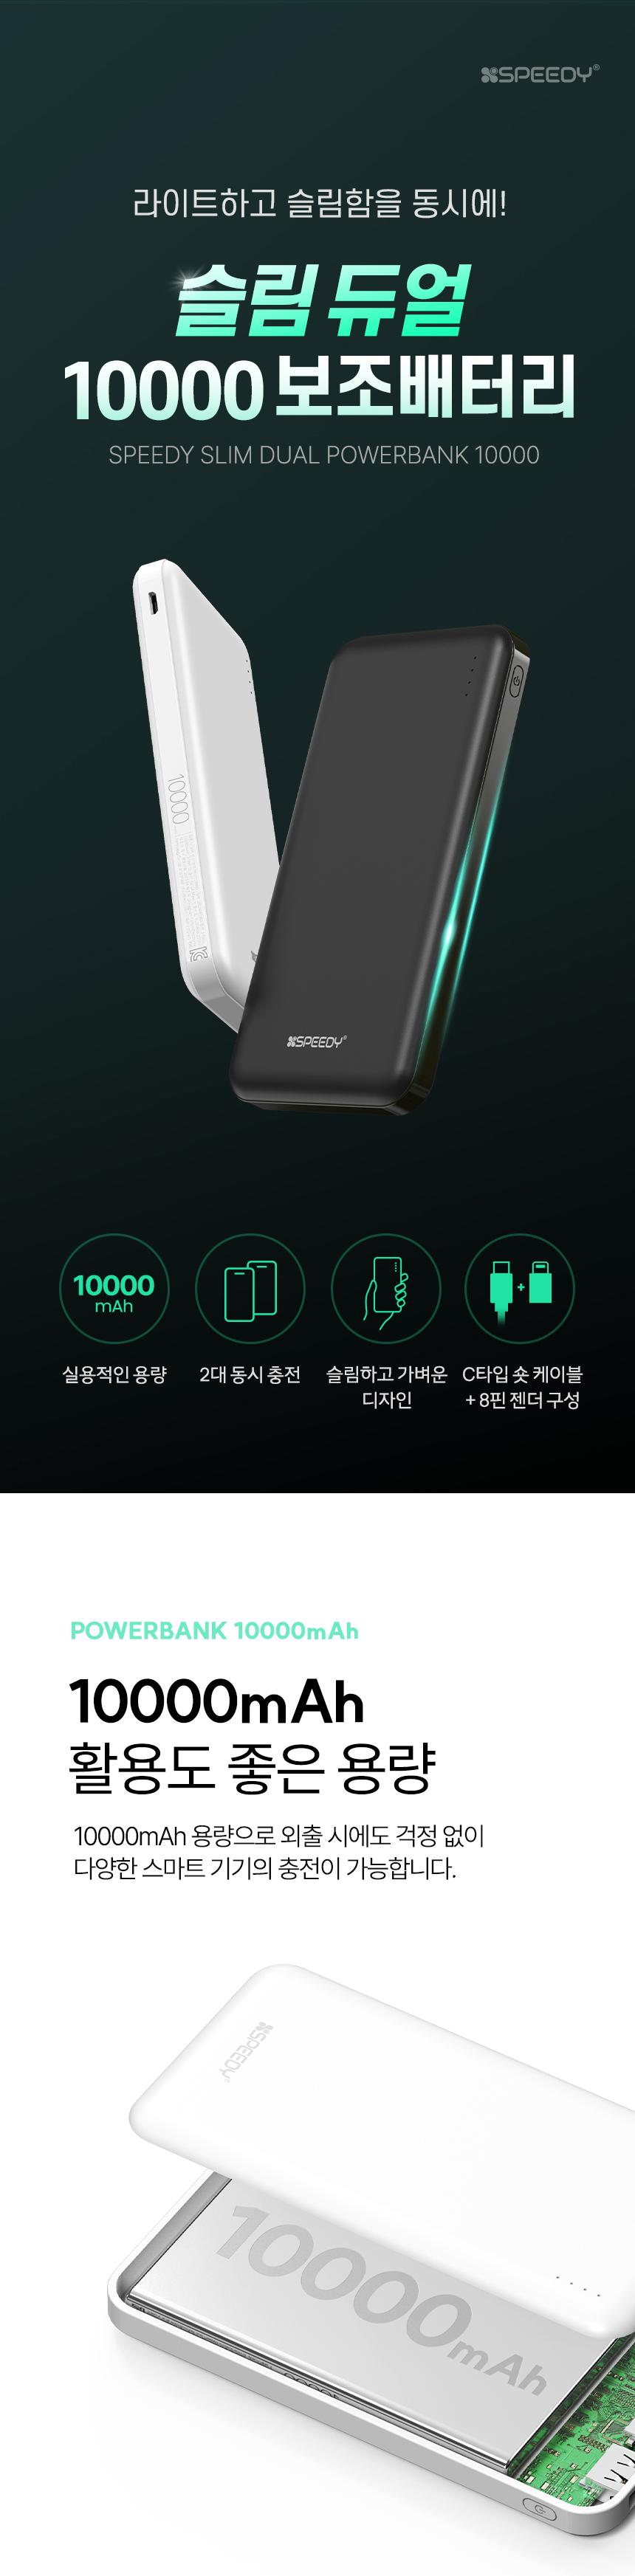 SPEEDY®
라이트하고 슬림함을 동시에!
슬림 듀얼
10000 보조배터리
SPEEDY SLIM DUAL POWERBANK 10000
10000
SPEEDY®
10000
mAh
실용적인 용량
2대 동시 충전
슬림하고 가벼운
디자인
C타입 숏 케이블
+ 8핀 젠더 구성
POWERBANK 10000mAh
10000mAh
활용도 좋은 용량
10000mAh 용량으로 외출 시에도 걱정 없이
다양한 스마트 기기의 충전이 가능합니다.
SPEEDY®
10000mAh